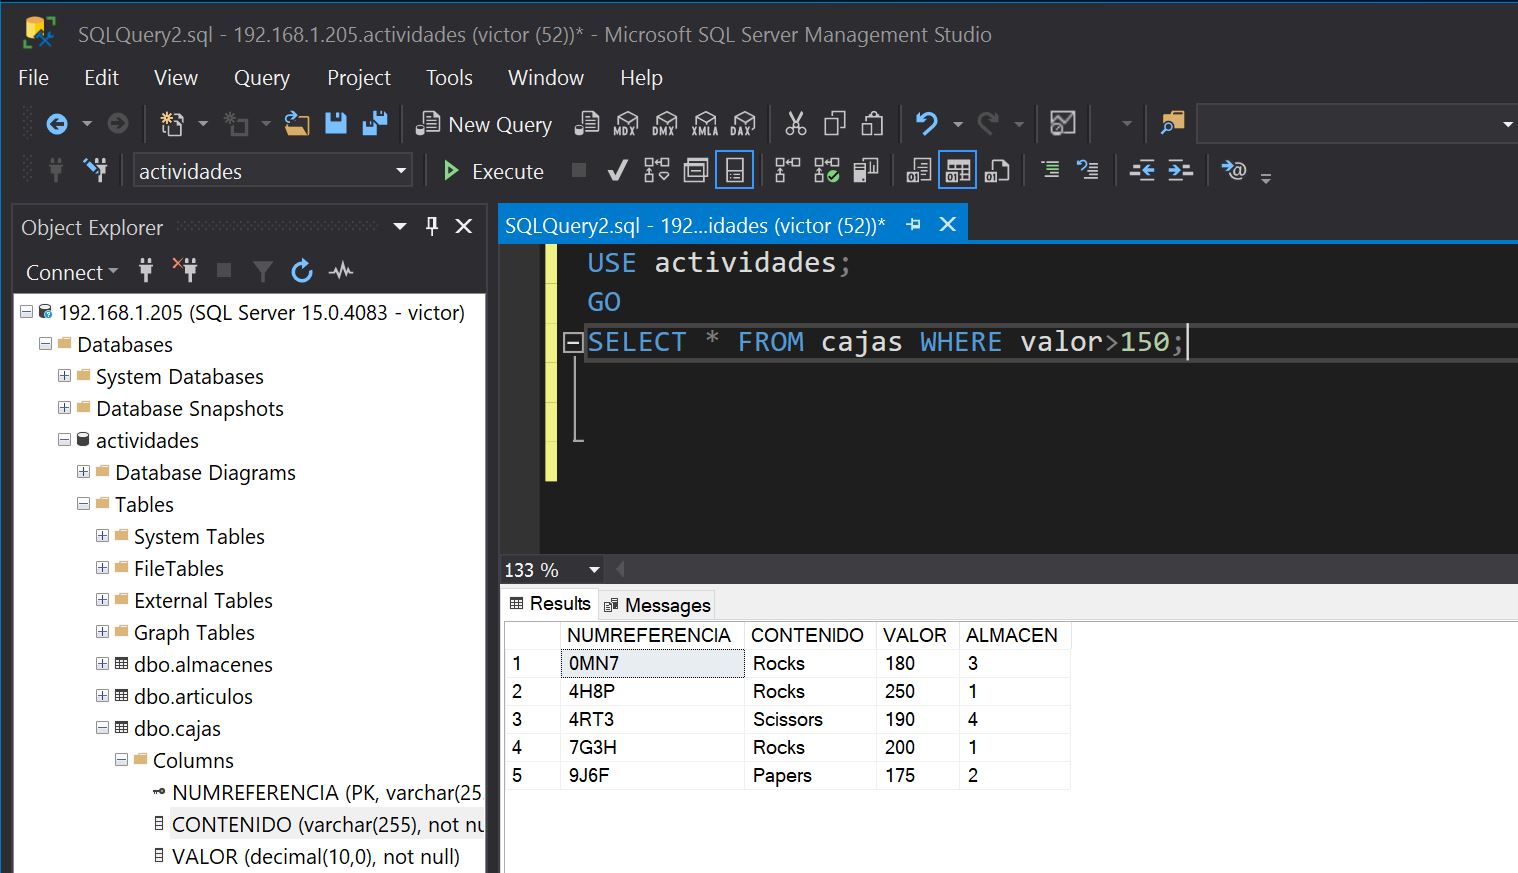 SQLQuery2.sql - 192.168.1.205.actividades (victor (52))* - Microsoft SQL Server Management Studio
File Edit View Query Project Tools Window Help
New Query MDX DMX XMLA DAX
actividades Execute
Object Explorer
Connect
192.168.1.205 (SQL Server 15.0.4083 - victor)
Databases
System Databases
Database Snapshots
actividades
Database Diagrams
Tables
System Tables
FileTables
External Tables
Graph Tables
dbo.almacenes
dbo.articulos
dbo.cajas
Columns
NUMREFERENCIA (PK, varchar(25
CONTENIDO (varchar(255), not nu
VALOR (decimal(10,0), not null)
SQLQuery2.sql - 192...idades (victor (52))*
USE actividades;
GO
SELECT * FROM cajas WHERE valor>150;
133 %
Results Messages
NUMREFERENCIA CONTENIDO VALOR ALMACEN
1 0MN7 Rocks 180 3
2 4H8P Rocks 250 1
3 4RT3 Scissors 190 4
4 7G3H Rocks 200 1
5 9J6F Papers 175 2